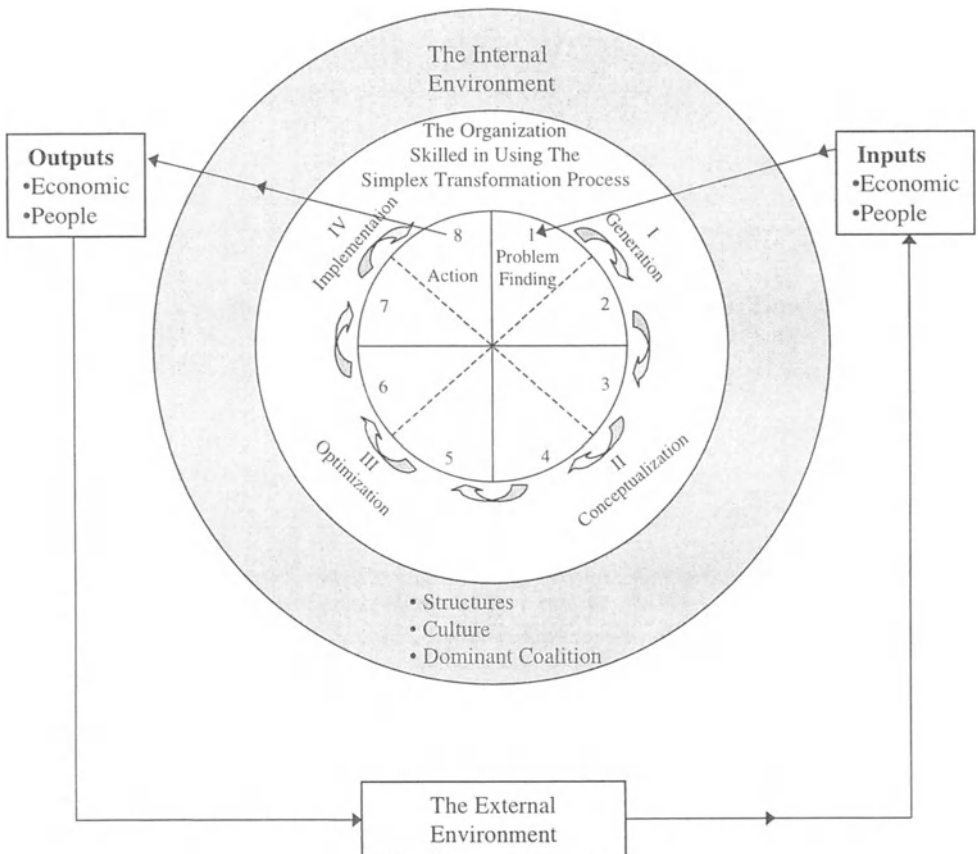 The Internal
Environment
The Organization
Skilled in Using The
Simplex Transformation Process
Outputs
•Economic
•People
Inputs
•Economic
•People
IV
Implementation
I
Generation
8
Action
1
Problem
Finding
7
2
6
3
5
4
III
Optimization
II
Conceptualization
• Structures
• Culture
• Dominant Coalition
The External
Environment